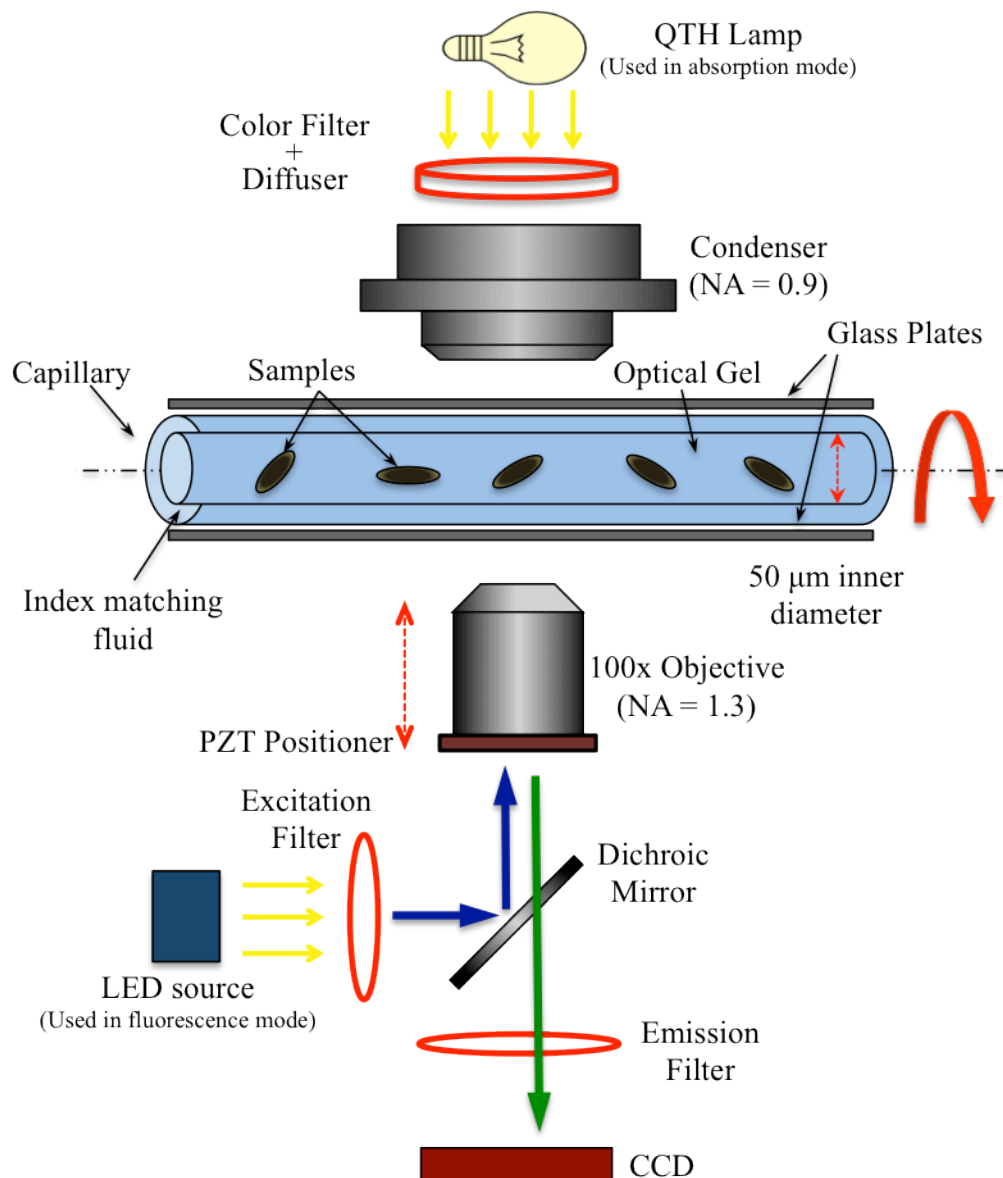 QTH Lamp
(Used in absorption mode)
Color Filter
+
Diffuser
Condenser
(NA = 0.9)
Glass Plates
Capillary
Samples
Optical Gel
Index matching
fluid
50 μm inner
diameter
100x Objective
(NA = 1.3)
PZT Positioner
Excitation
Filter
Dichroic
Mirror
LED source
(Used in fluorescence mode)
Emission
Filter
CCD